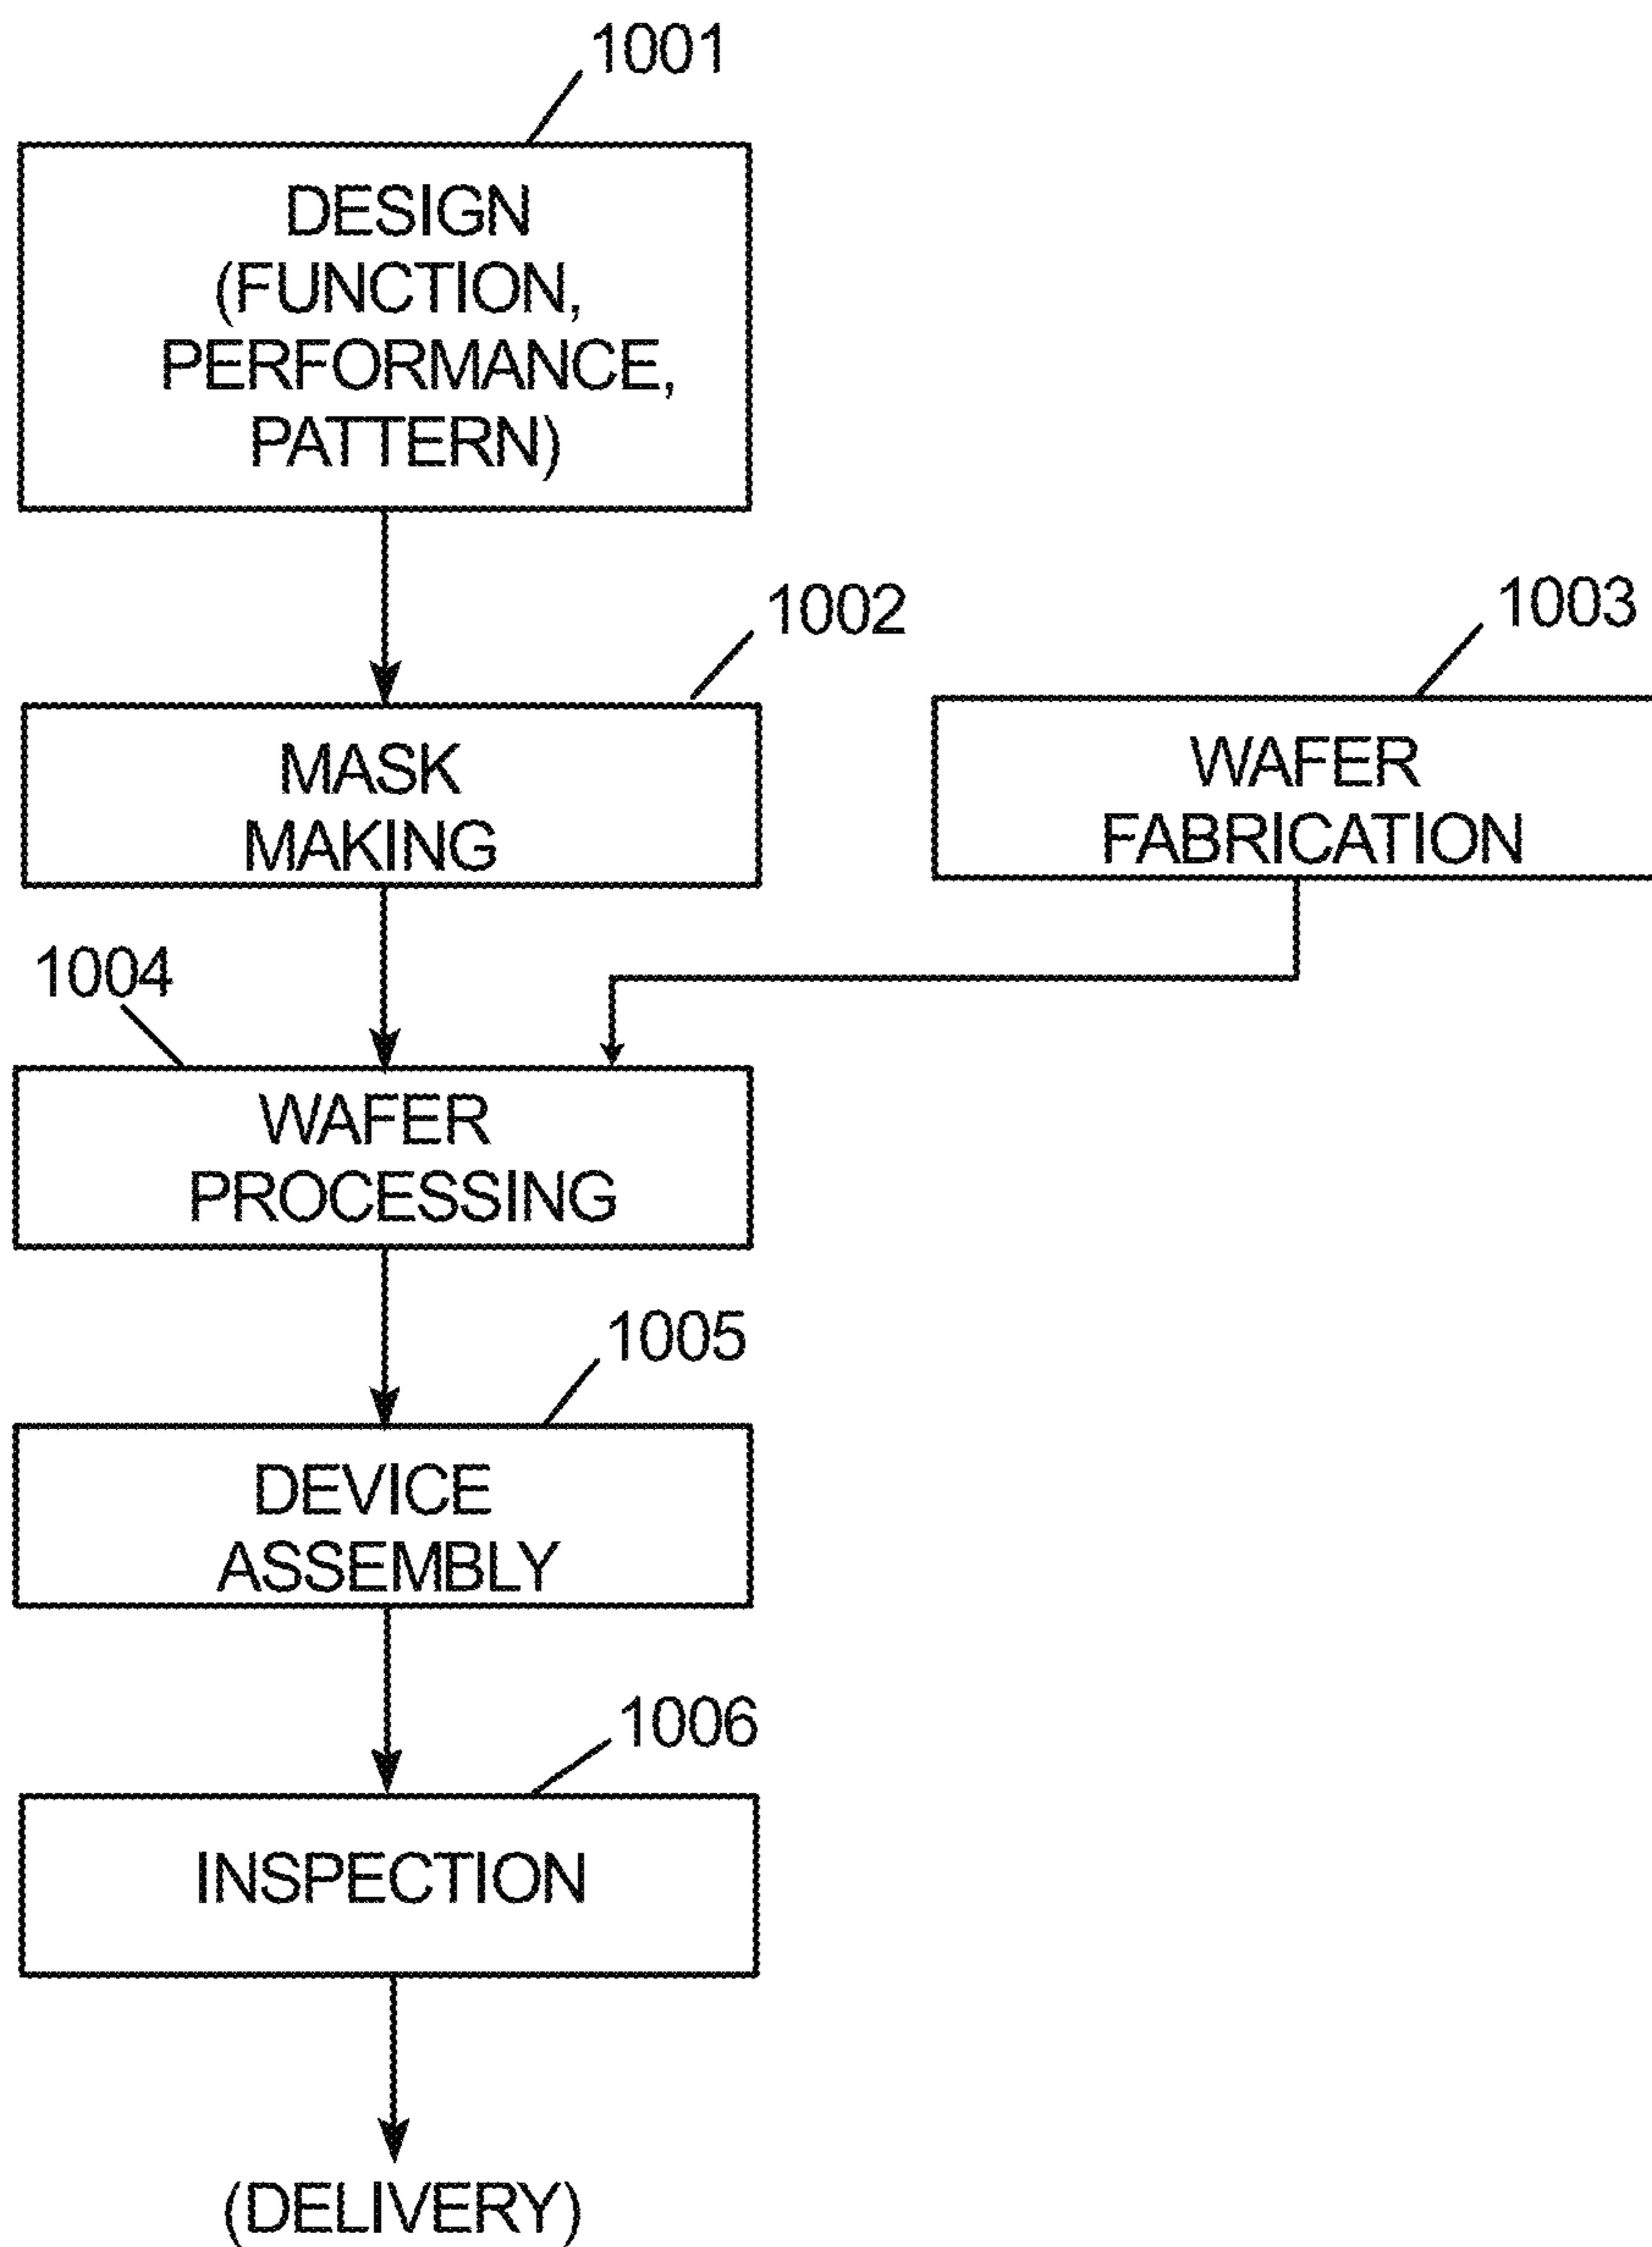 1001
DESIGN
(FUNCTION,
PERFORMANCE,
PATTERN)
1002
MASK
MAKING
1003
WAFER
FABRICATION
1004
WAFER
PROCESSING
1005
DEVICE
ASSEMBLY
1006
INSPECTION
(DELIVERY)